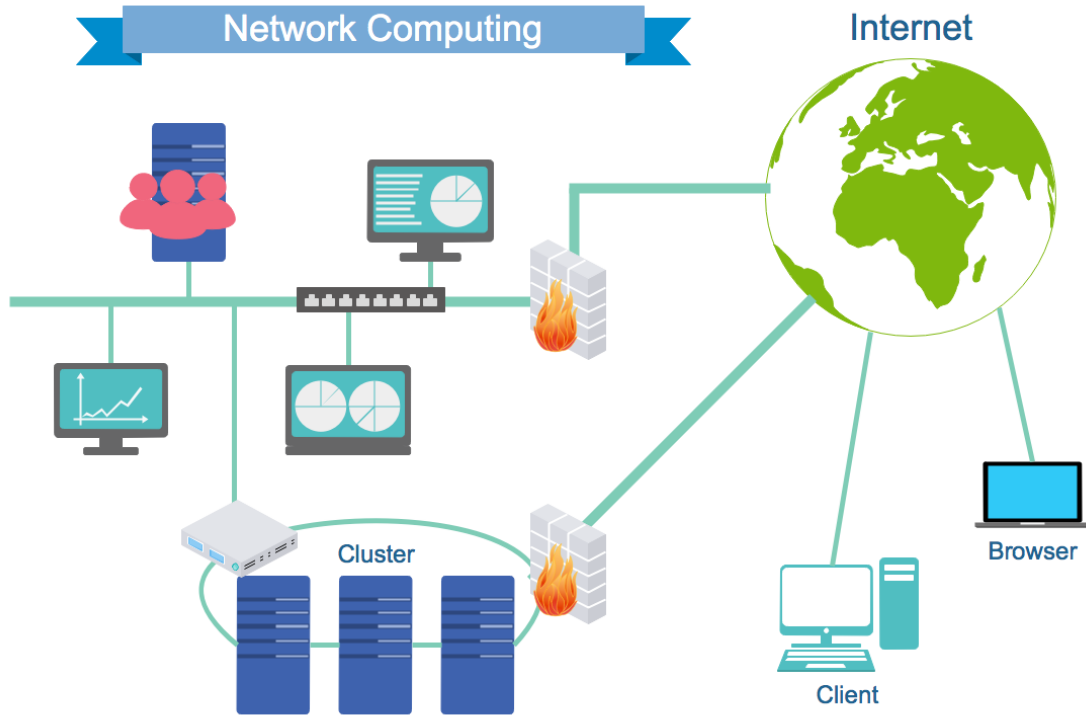 Network Computing
Internet
Cluster
Browser
Client